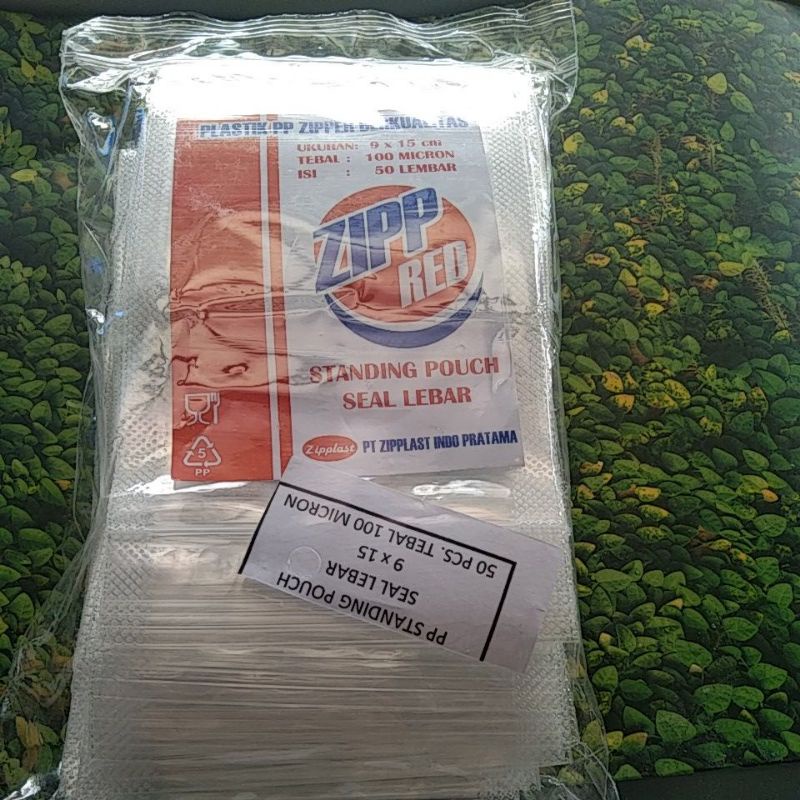 PLASTIK PP ZIPPER BERKUALITAS
UKURAN: 9 x 15 cm
TEBAL : 100 MICRON
ISI : 50 LEMBAR
ZIPP
RED
STANDING POUCH
SEAL LEBAR
5
PP
Zipplast PT ZIPPLAST INDO PRATAMA
PP STANDING POUCH
SEAL LEBAR
9 X 15
50 PCS. TEBAL 100 MICRON